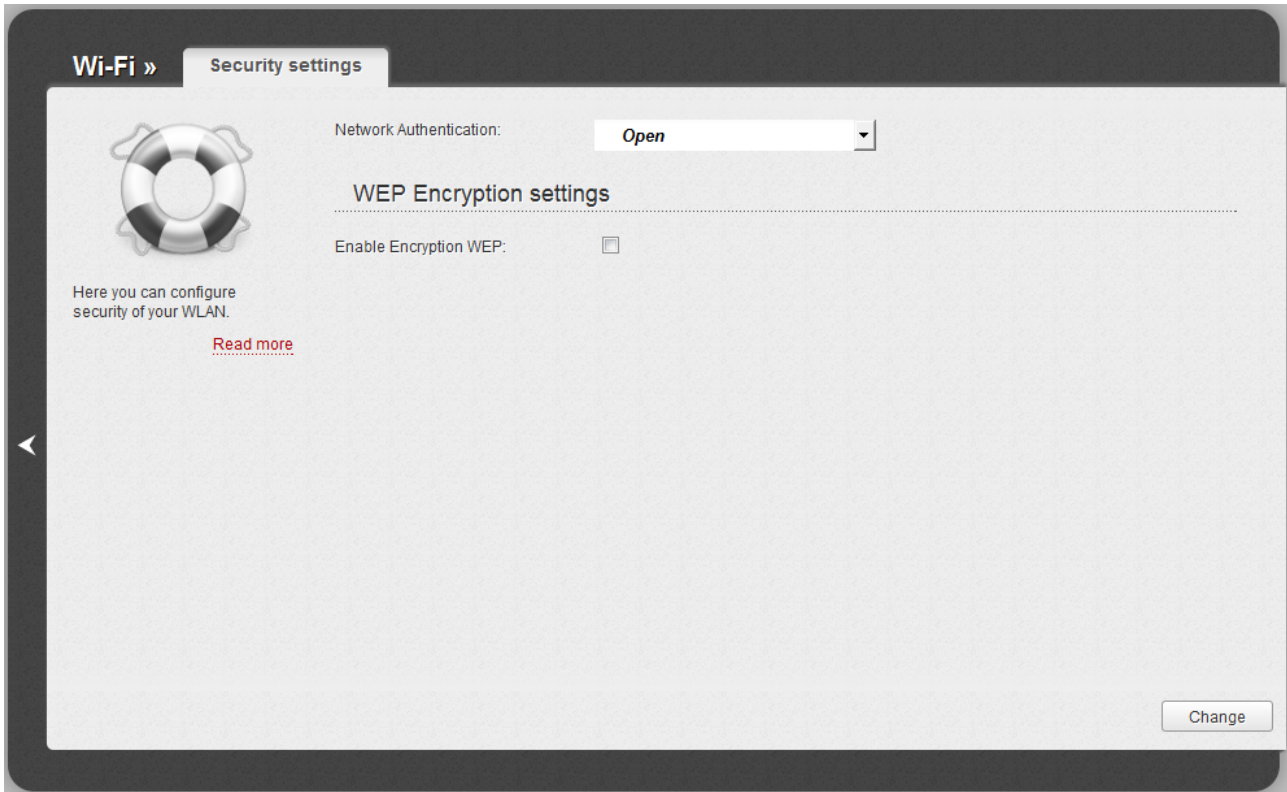 Wi-Fi »
Security settings
Network Authentication:
Open
WEP Encryption settings
Enable Encryption WEP:
Here you can configure
security of your WLAN.
Read more
Change